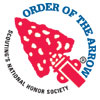 ORDER OF THE ARROW®
SCOUTING'S NATIONAL HONOR SOCIETY